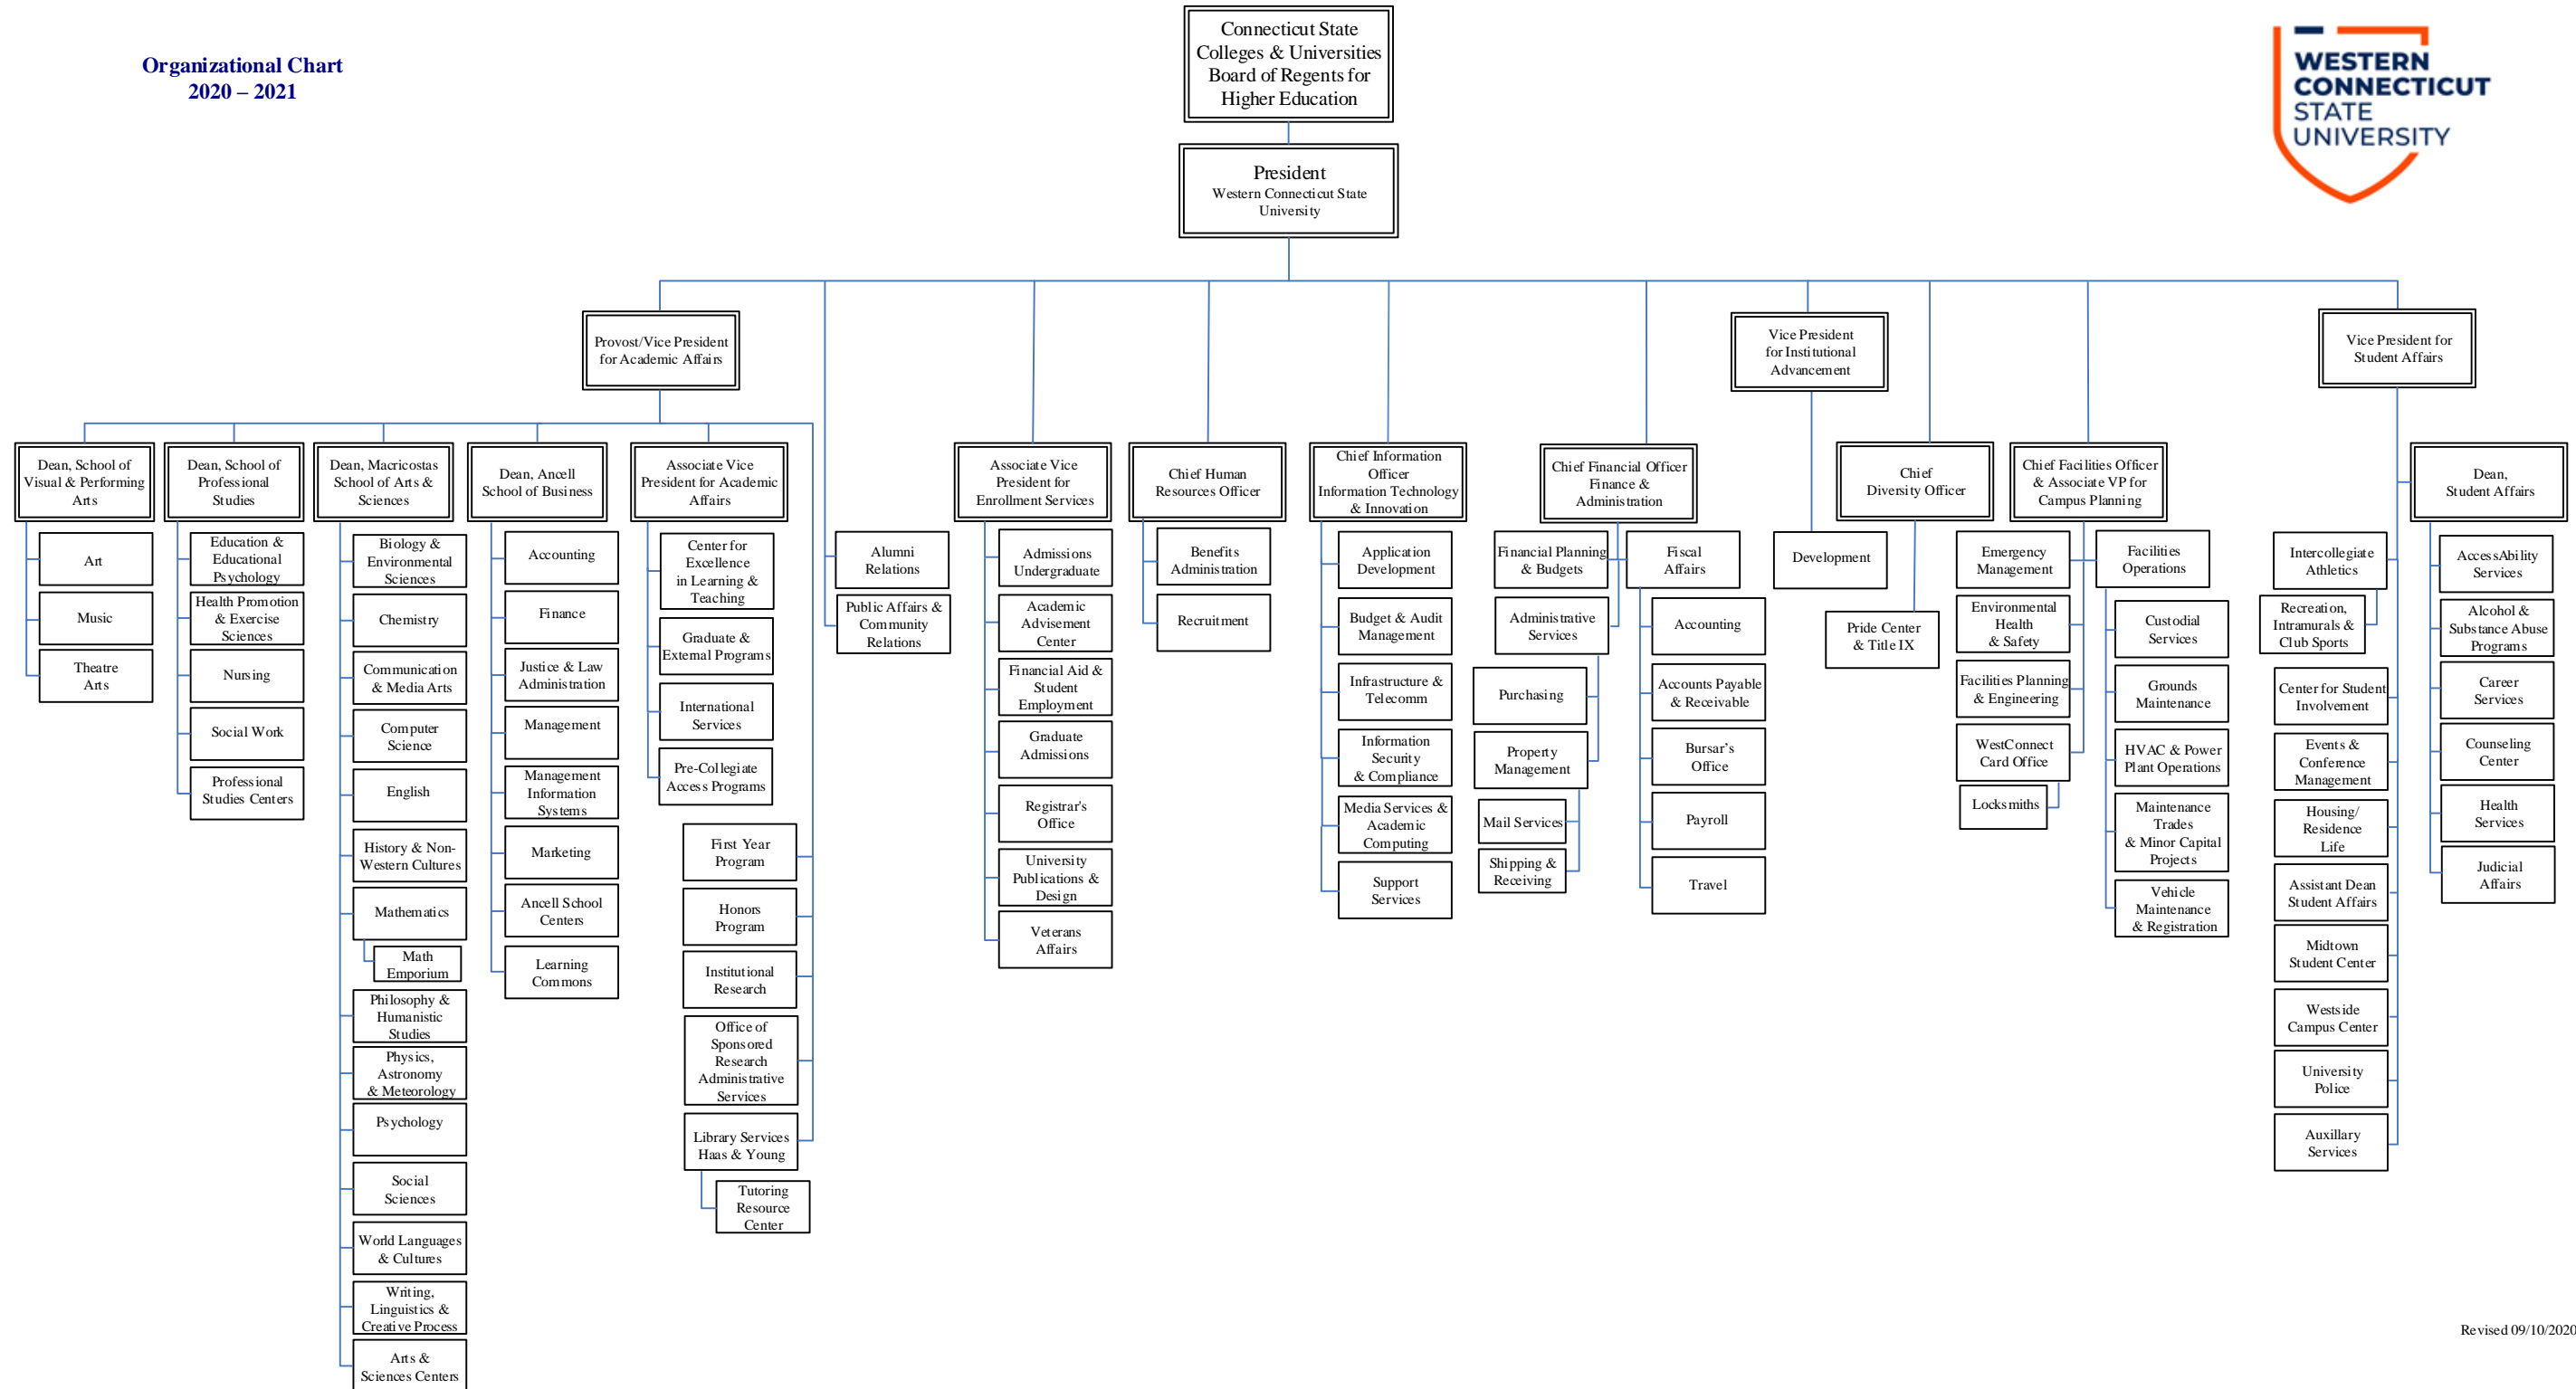 Organizational Chart
2020 – 2021
Connecticut State
Colleges & Universities
Board of Regents for
Higher Education
WESTERN
CONNECTICUT
STATE
UNIVERSITY
President
Western Connecticut State
University
Provost/Vice President
for Academic Affairs
Vice President
for Institutional
Advancement
Vice President for
Student Affairs
Dean, School of
Visual & Performing
Arts
Dean, School of
Professional
Studies
Dean, Macricostas
School of Arts &
Sciences
Dean, Ancell
School of Business
Associate Vice
President for Academic
Affairs
Associate Vice
President for
Enrollment Services
Chief Human
Resources Officer
Chief Information
Officer
Information Technology
& Innovation
Chief Financial Officer
Finance &
Administration
Chief
Diversity Officer
Chief Facilities Officer
& Associate VP for
Campus Planning
Dean,
Student Affairs
Art
Music
Theatre
Arts
Education &
Educational
Psychology
Health Promotion
& Exercise
Sciences
Nursing
Social Work
Professional
Studies Centers
Biology &
Environmental
Sciences
Chemistry
Communication
& Media Arts
Computer
Science
English
History & Non-
Western Cultures
Mathematics
Math
Emporium
Philosophy &
Humanistic
Studies
Physics,
Astronomy
& Meteorology
Psychology
Social
Sciences
World Languages
& Cultures
Writing,
Linguistics &
Creative Process
Arts &
Sciences Centers
Accounting
Finance
Justice & Law
Administration
Management
Management
Information
Systems
Marketing
Ancell School
Centers
Learning
Commons
Center for
Excellence
in Learning &
Teaching
Graduate &
External Programs
International
Services
Pre-Collegiate
Access Programs
First Year
Program
Honors
Program
Institutional
Research
Office of
Sponsored
Research
Administrative
Services
Library Services
Haas & Young
Tutoring
Resource
Center
Alumni
Relations
Public Affairs &
Community
Relations
Admissions
Undergraduate
Academic
Advisement
Center
Financial Aid &
Student
Employment
Graduate
Admissions
Registrar's
Office
University
Publications &
Design
Veterans
Affairs
Benefits
Administration
Recruitment
Application
Development
Budget & Audit
Management
Infrastructure &
Telecomm
Information
Security
& Compliance
Media Services &
Academic
Computing
Support
Services
Financial Planning
& Budgets
Administrative
Services
Purchasing
Property
Management
Mail Services
Shipping &
Receiving
Fiscal
Affairs
Accounting
Accounts Payable
& Receivable
Bursar’s
Office
Payroll
Travel
Development
Pride Center
& Title IX
Emergency
Management
Environmental
Health
& Safety
Facilities Planning
& Engineering
WestConnect
Card Office
Locksmiths
Facilities
Operations
Custodial
Services
Grounds
Maintenance
HVAC & Power
Plant Operations
Maintenance
Trades
& Minor Capital
Projects
Vehicle
Maintenance
& Registration
Intercollegiate
Athletics
Recreation,
Intramurals &
Club Sports
Center for Student
Involvement
Events &
Conference
Management
Housing/
Residence
Life
Assistant Dean
Student Affairs
Midtown
Student Center
Westside
Campus Center
University
Police
Auxillary
Services
AccessAbility
Services
Alcohol &
Substance Abuse
Programs
Career
Services
Counseling
Center
Health
Services
Judicial
Affairs
Revised 09/10/2020